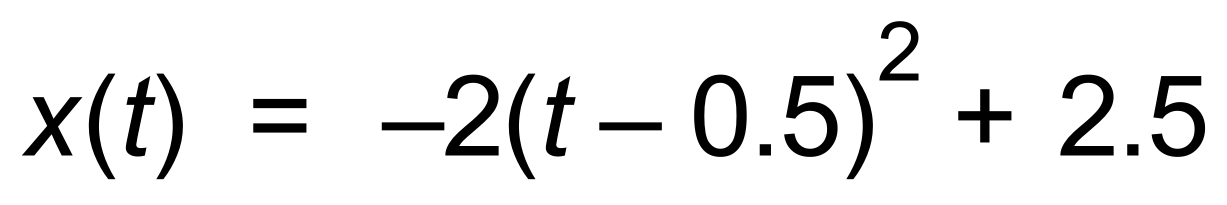 x(t) = –2(t – 0.5)² + 2.5